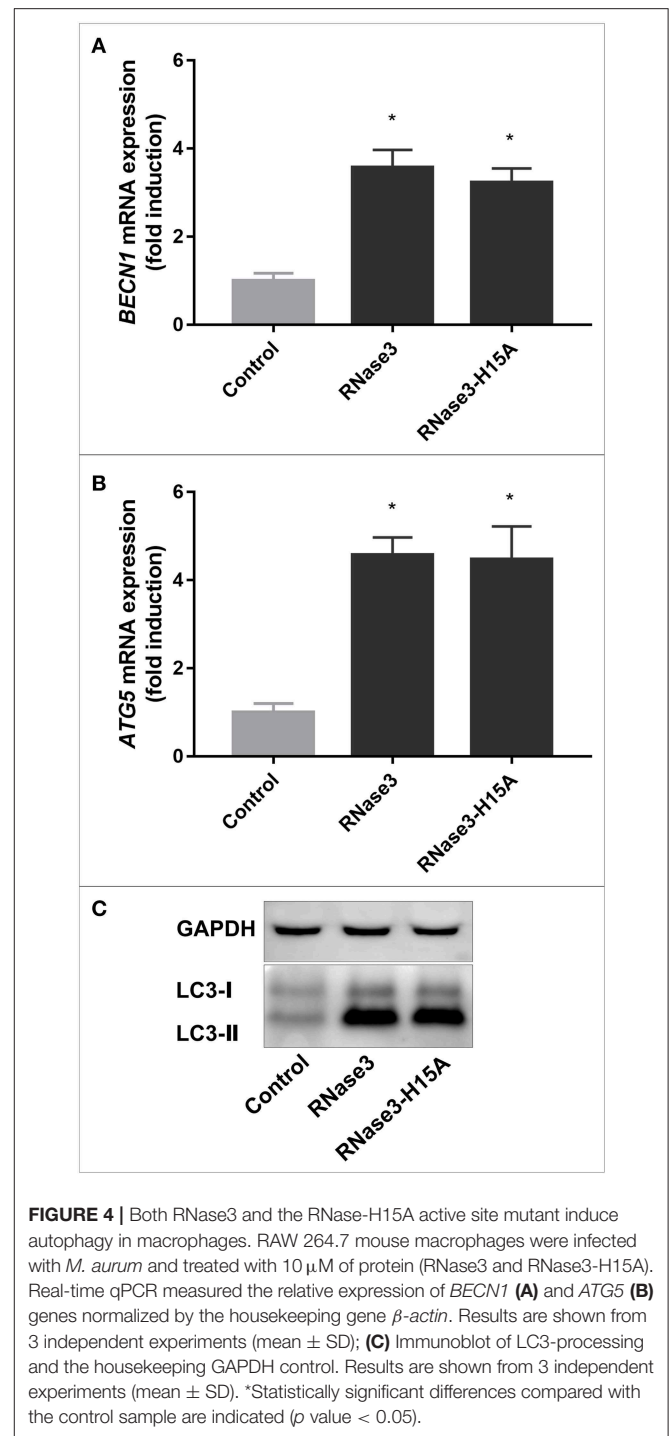 A
6
4
2
0
BECN1 mRNA expression
(fold induction)
*
*
Control
RNase3
RNase3-H15A
B
6
4
2
0
ATG5 mRNA expression
(fold induction)
*
*
Control
RNase3
RNase3-H15A
C
GAPDH
LC3-I
LC3-II
Control
RNase3
RNase3-H15A
FIGURE 4 | Both RNase3 and the RNase-H15A active site mutant induce
autophagy in macrophages. RAW 264.7 mouse macrophages were infected
with M. aurum and treated with 10 μM of protein (RNase3 and RNase3-H15A).
Real-time qPCR measured the relative expression of BECN1 (A) and ATG5 (B)
genes normalized by the housekeeping gene β-actin. Results are shown from
3 independent experiments (mean ± SD); (C) Immunoblot of LC3-processing
and the housekeeping GAPDH control. Results are shown from 3 independent
experiments (mean ± SD). *Statistically significant differences compared with
the control sample are indicated (p value < 0.05).